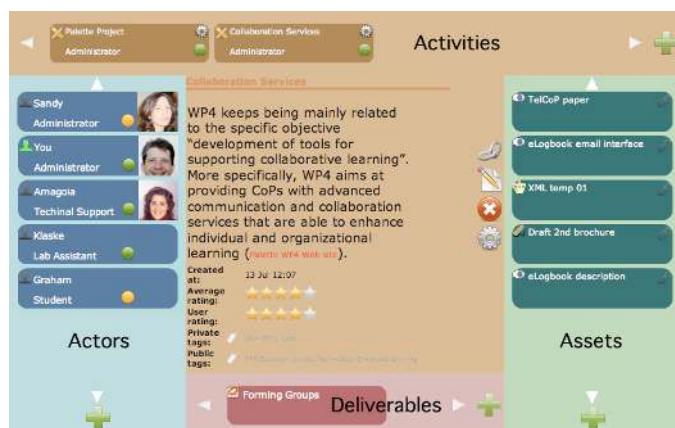 Palette Project
Administrator
Collaboration Services
Administrator
Activities
Sandy
Administrator
You
Administrator
Amagoia
Techinal Support
Klaske
Lab Assistant
Graham
Student
Actors
Collaboration Services
WP4 keeps being mainly related
to the specific objective
"development of tools for
supporting collaborative learning".
More specifically, WP4 aims at
providing CoPs with advanced
communication and collaboration
services that are able to enhance
individual and organizational
learning (Palette WP4 Web site).
Created
at:
13 Jul 12:07
Average
rating:
User
rating:
Private
tags:
Public
tags:
TelCoP paper
eLogbook email interface
XML temp 01
Draft 2nd brochure
eLogbook description
Assets
Forming Groups
Deliverables